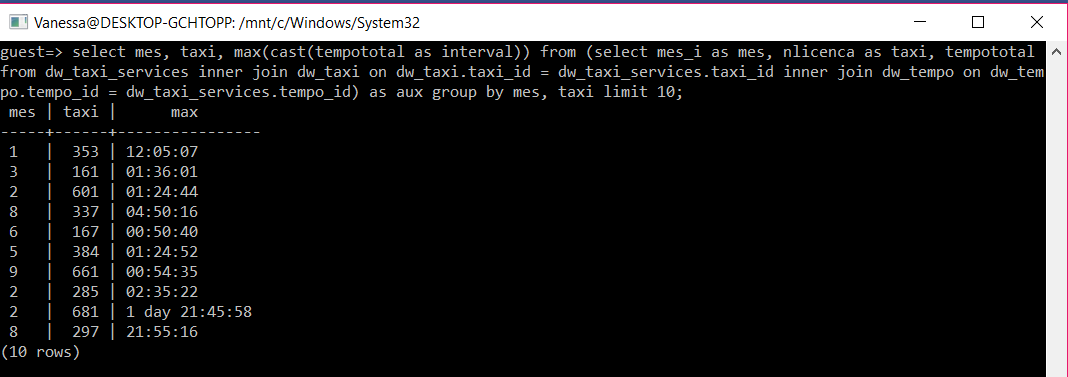 Vanessa@DESKTOP-GCHTOPP: /mnt/c/Windows/System32
guest=> select mes, taxi, max(cast(tempototal as interval)) from (select mes_i as mes, nlicenca as taxi, tempototal
from dw_taxi_services inner join dw_taxi on dw_taxi.taxi_id = dw_taxi_services.taxi_id inner join dw_tempo on dw_tem
po.tempo_id = dw_taxi_services.tempo_id) as aux group by mes, taxi limit 10;
 mes | taxi |      max
-----+------+----------------
 1   |  353 | 12:05:07
 3   |  161 | 01:36:01
 2   |  601 | 01:24:44
 8   |  337 | 04:50:16
 6   |  167 | 00:50:40
 5   |  384 | 01:24:52
 9   |  661 | 00:54:35
 2   |  285 | 02:35:22
 2   |  681 | 1 day 21:45:58
 8   |  297 | 21:55:16
(10 rows)